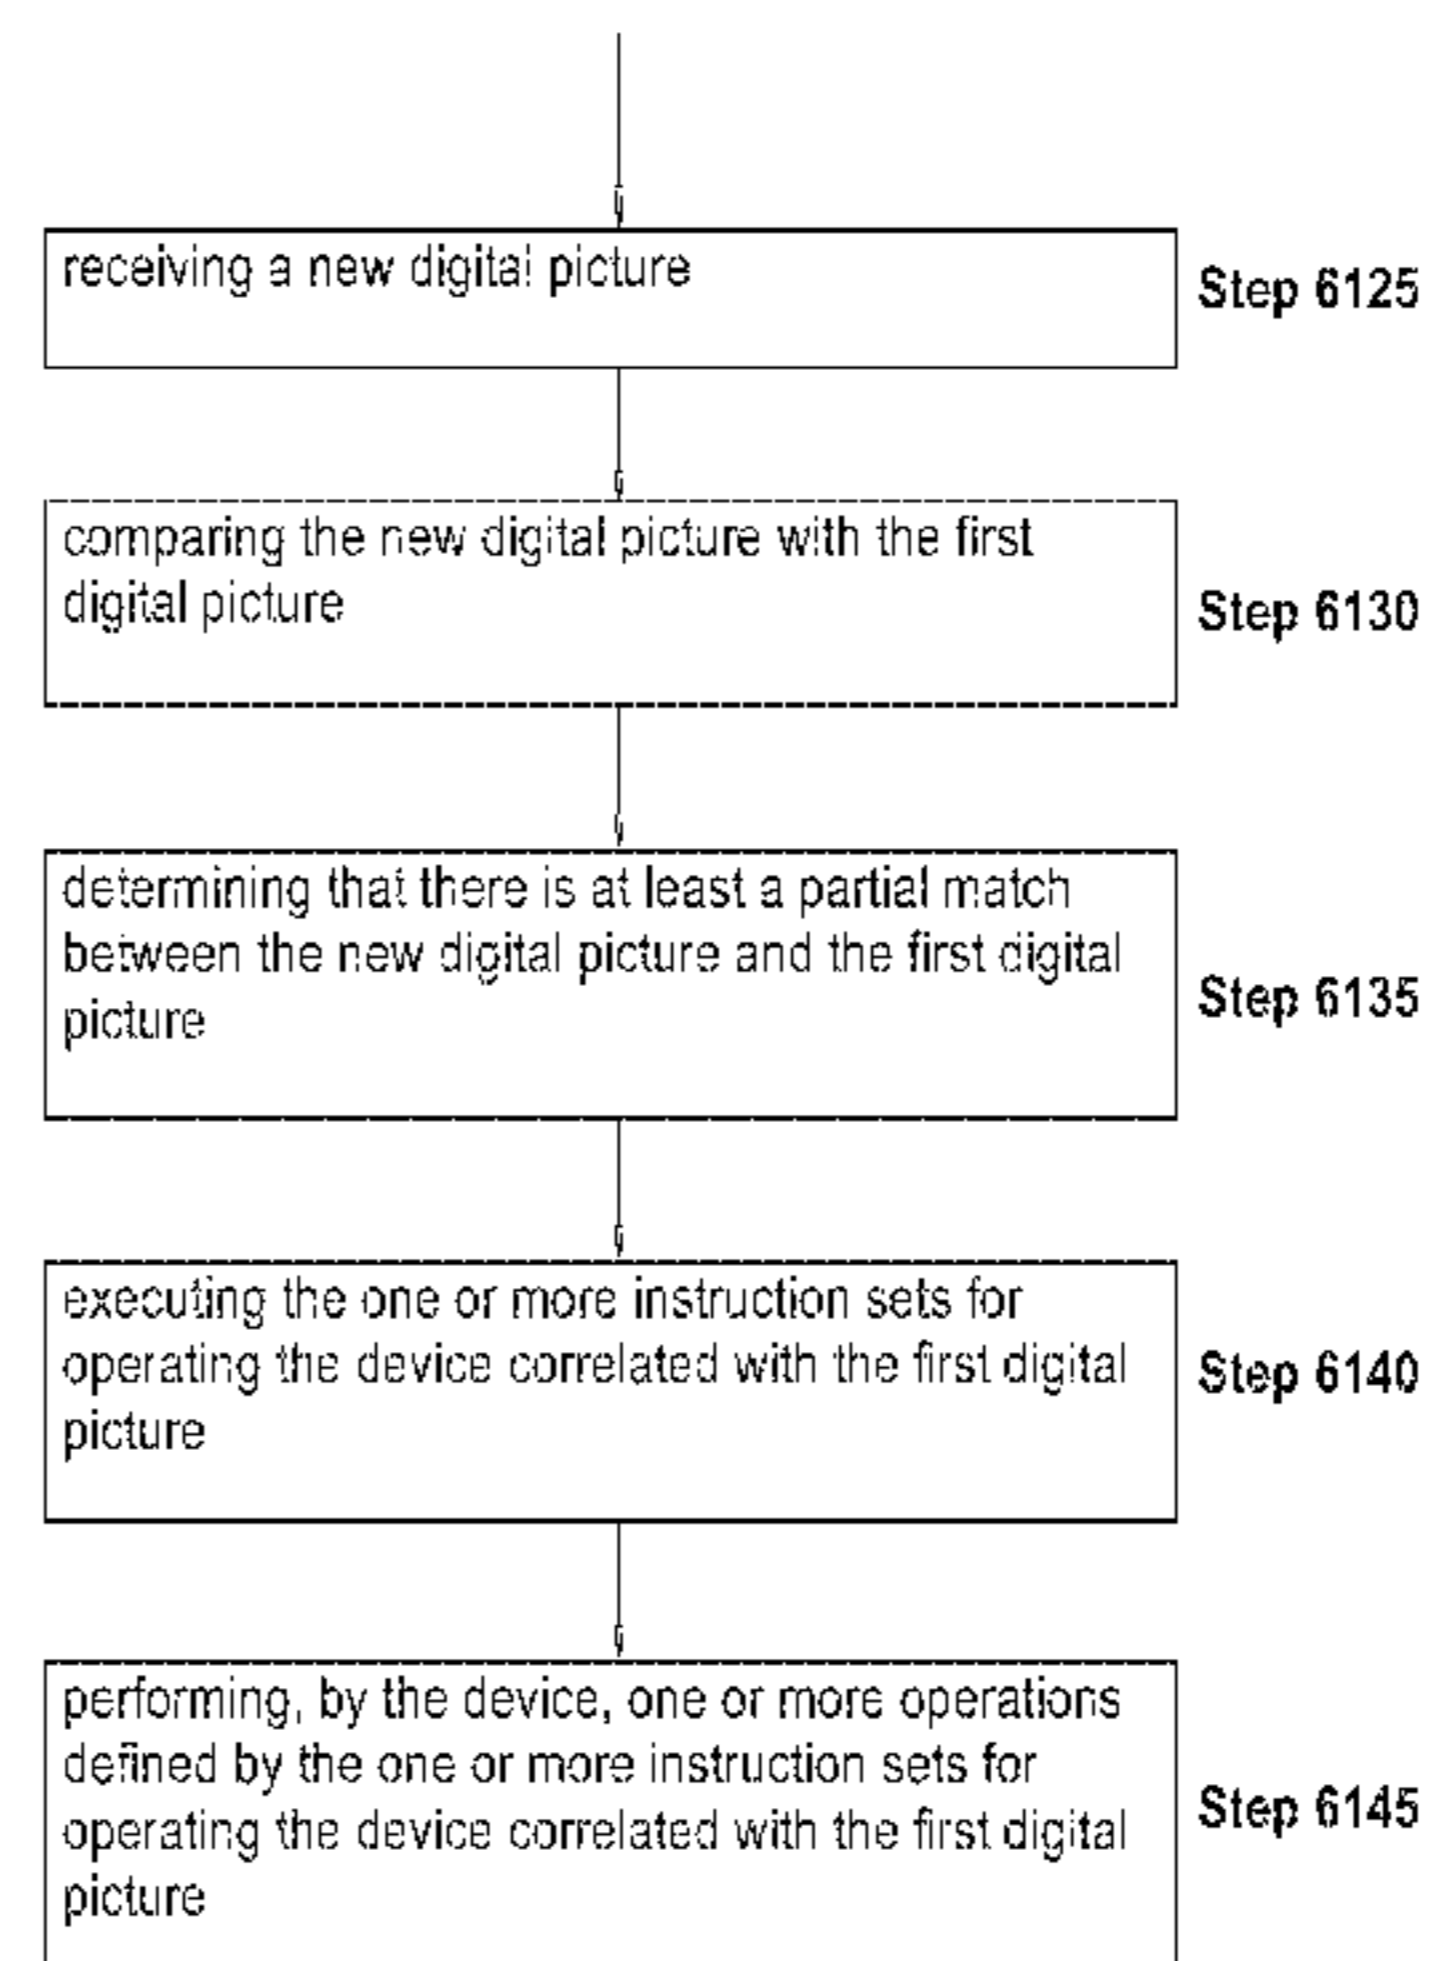 receiving a new digital picture
Step 6125
comparing the new digital picture with the first
digital picture
Step 6130
determining that there is at least a partial match
between the new digital picture and the first digital
picture
Step 6135
executing the one or more instruction sets for
operating the device correlated with the first digital
picture
Step 6140
performing, by the device, one or more operations
defined by the one or more instruction sets for
operating the device correlated with the first digital
picture
Step 6145